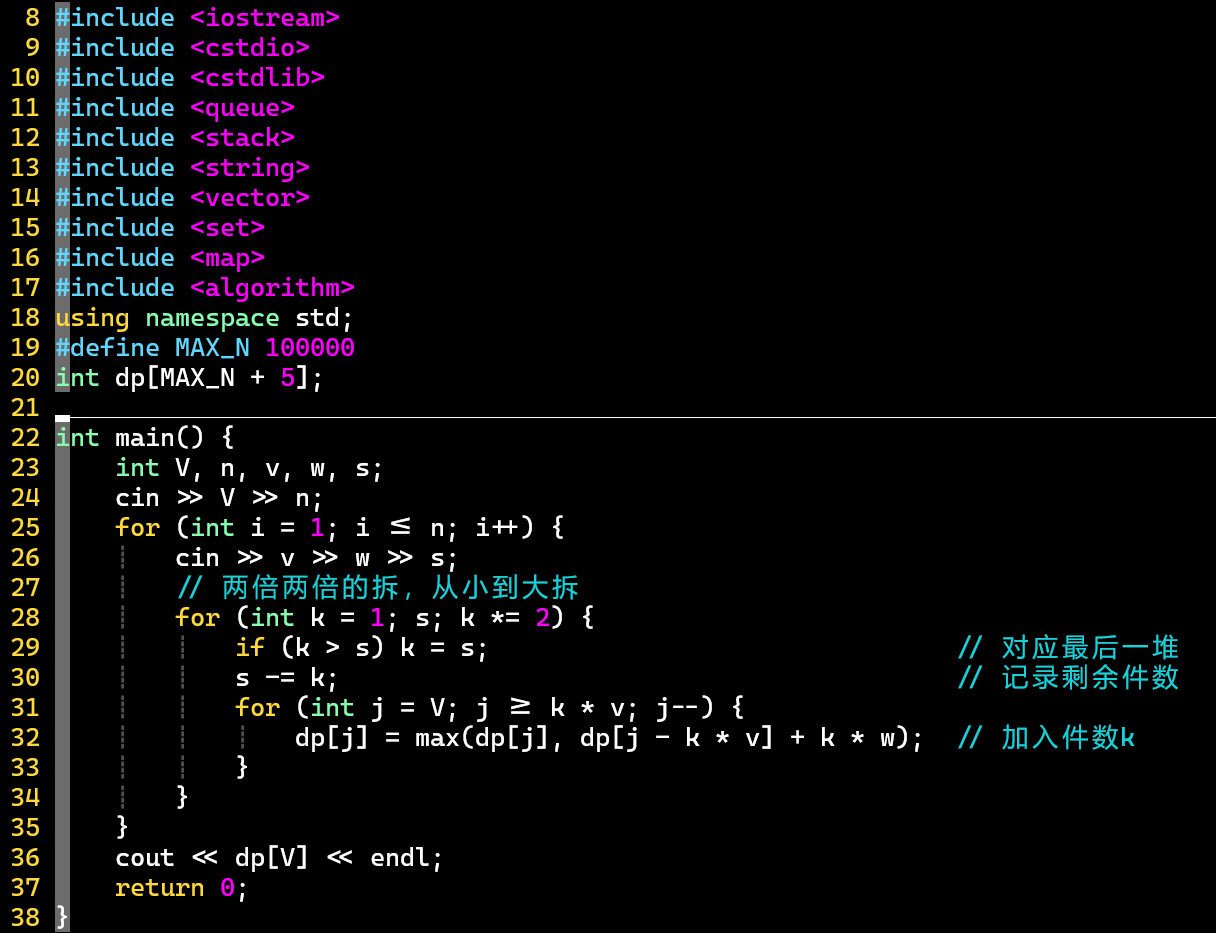 8 #include <iostream>
9 #include <cstdio>
10 #include <cstdlib>
11 #include <queue>
12 #include <stack>
13 #include <string>
14 #include <vector>
15 #include <set>
16 #include <map>
17 #include <algorithm>
18 using namespace std;
19 #define MAX_N 100000
20 int dp[MAX_N + 5];
21
22 int main() {
23     int V, n, v, w, s;
24     cin >> V >> n;
25     for (int i = 1; i ≤ n; i++) {
26         cin >> v >> w >> s;
27         // 两倍两倍的拆，从小到大拆
28         for (int k = 1; s; k *= 2) {
29             if (k > s) k = s;                               // 对应最后一堆
30             s -= k;                                         // 记录剩余件数
31             for (int j = V; j ≥ k * v; j--) {
32                 dp[j] = max(dp[j], dp[j - k * v] + k * w);  // 加入件数k
33             }
34         }
35     }
36     cout << dp[V] << endl;
37     return 0;
38 }